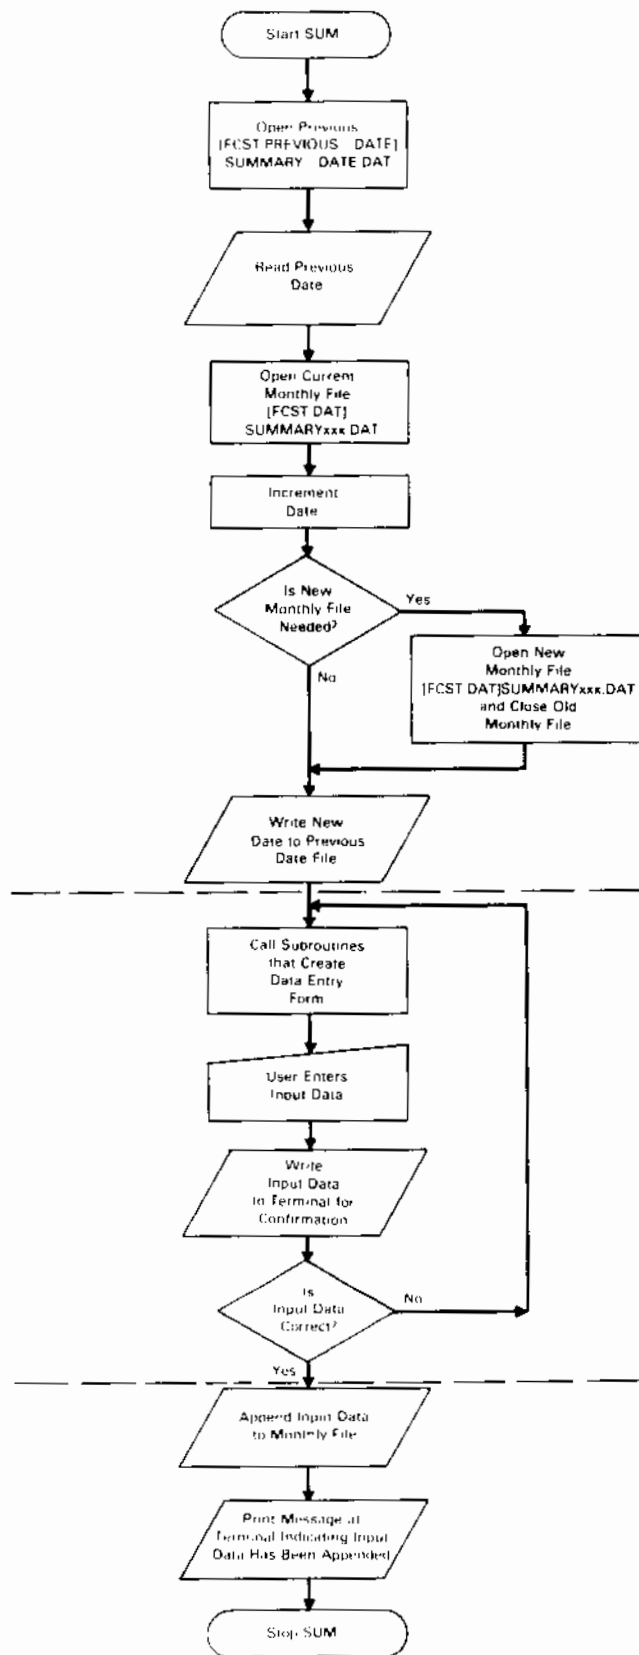 Start SUM
Open Previous
[FCST PREVIOUS DATE]
SUMMARY DATE DAT
Read Previous
Date
Open Current
Monthly File
[FCST DAT]
SUMMARYxxx.DAT
Increment
Date
Is New
Monthly File
Needed?
Yes
No
Open New
Monthly File
[FCST DAT]SUMMARYxxx.DAT
and Close Old
Monthly File
Write New
Date to Previous
Date File
Call Subroutines
that Create
Data Entry
Form
User Enters
Input Data
Write
Input Data
to Terminal for
Confirmation
Is
Input Data
Correct?
No
Yes
Append Input Data
to Monthly File
Print Message at
Terminal Indicating Input
Data Has Been Appended
Stop SUM